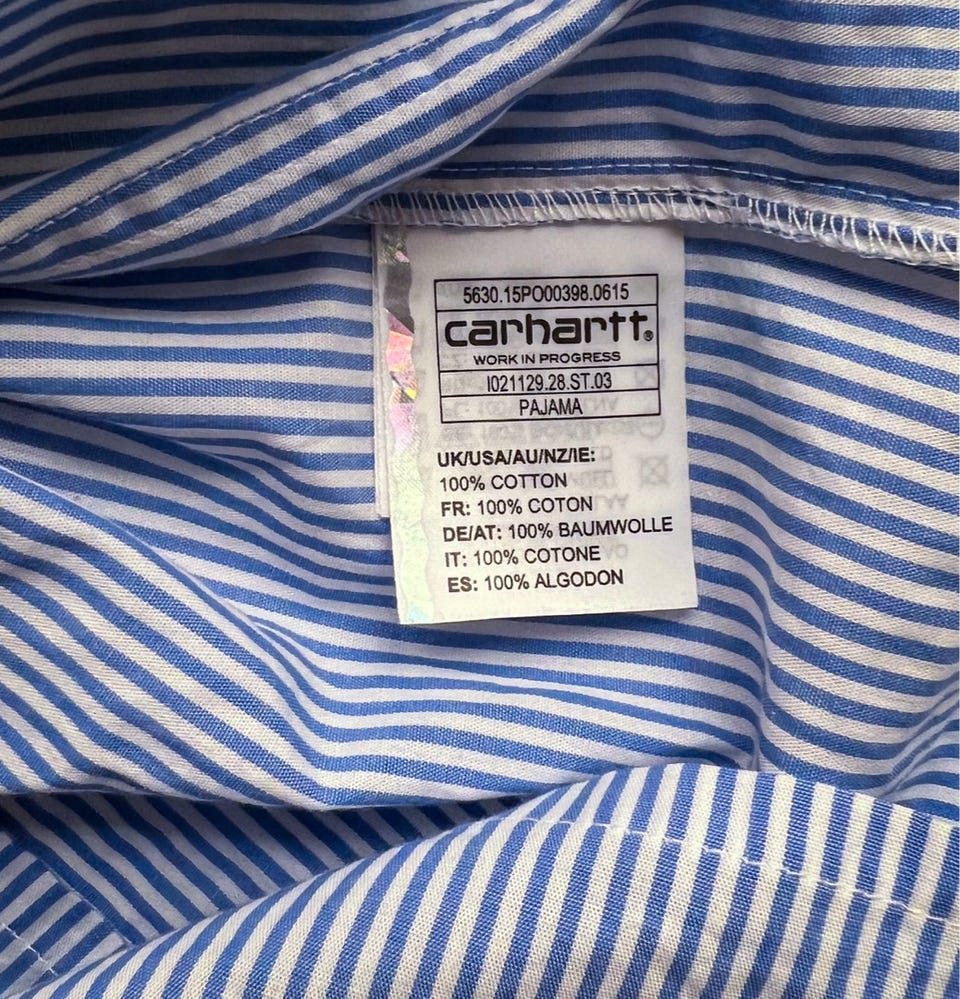 5630.15PO00398.0615
carhartt®
WORK IN PROGRESS
I021129.28.ST.03
PAJAMA
UK/USA/AU/NZ/IE:
100% COTTON
FR: 100% COTON
DE/AT: 100% BAUMWOLLE
IT: 100% COTONE
ES: 100% ALGODON